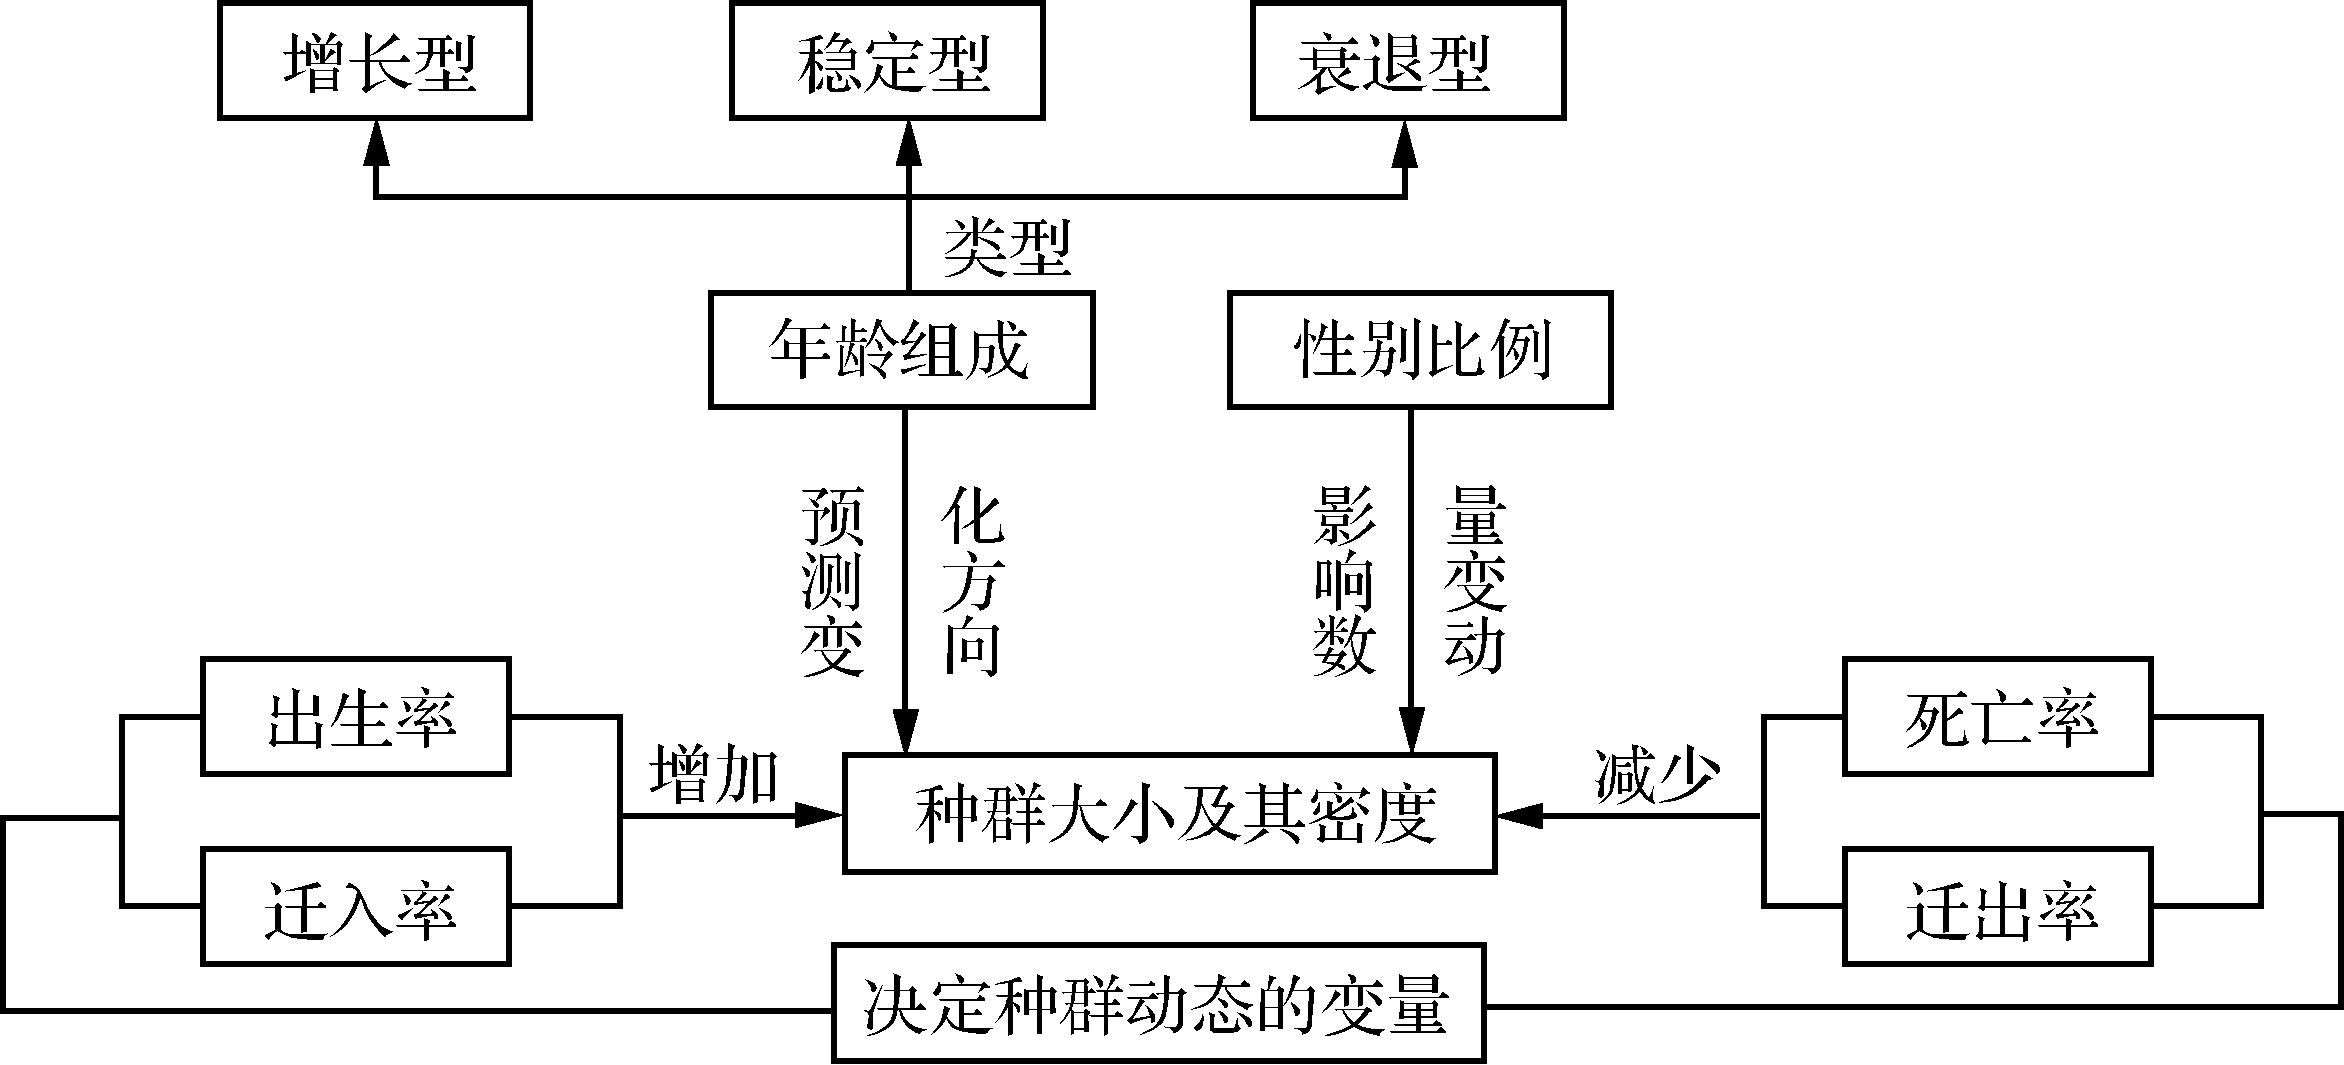 增长型
稳定型
衰退型
类型
年龄组成
性别比例
预测变
化方向
影响数
量变动
出生率
增加
种群大小及其密度
减少
死亡率
迁入率
迁出率
决定种群动态的变量